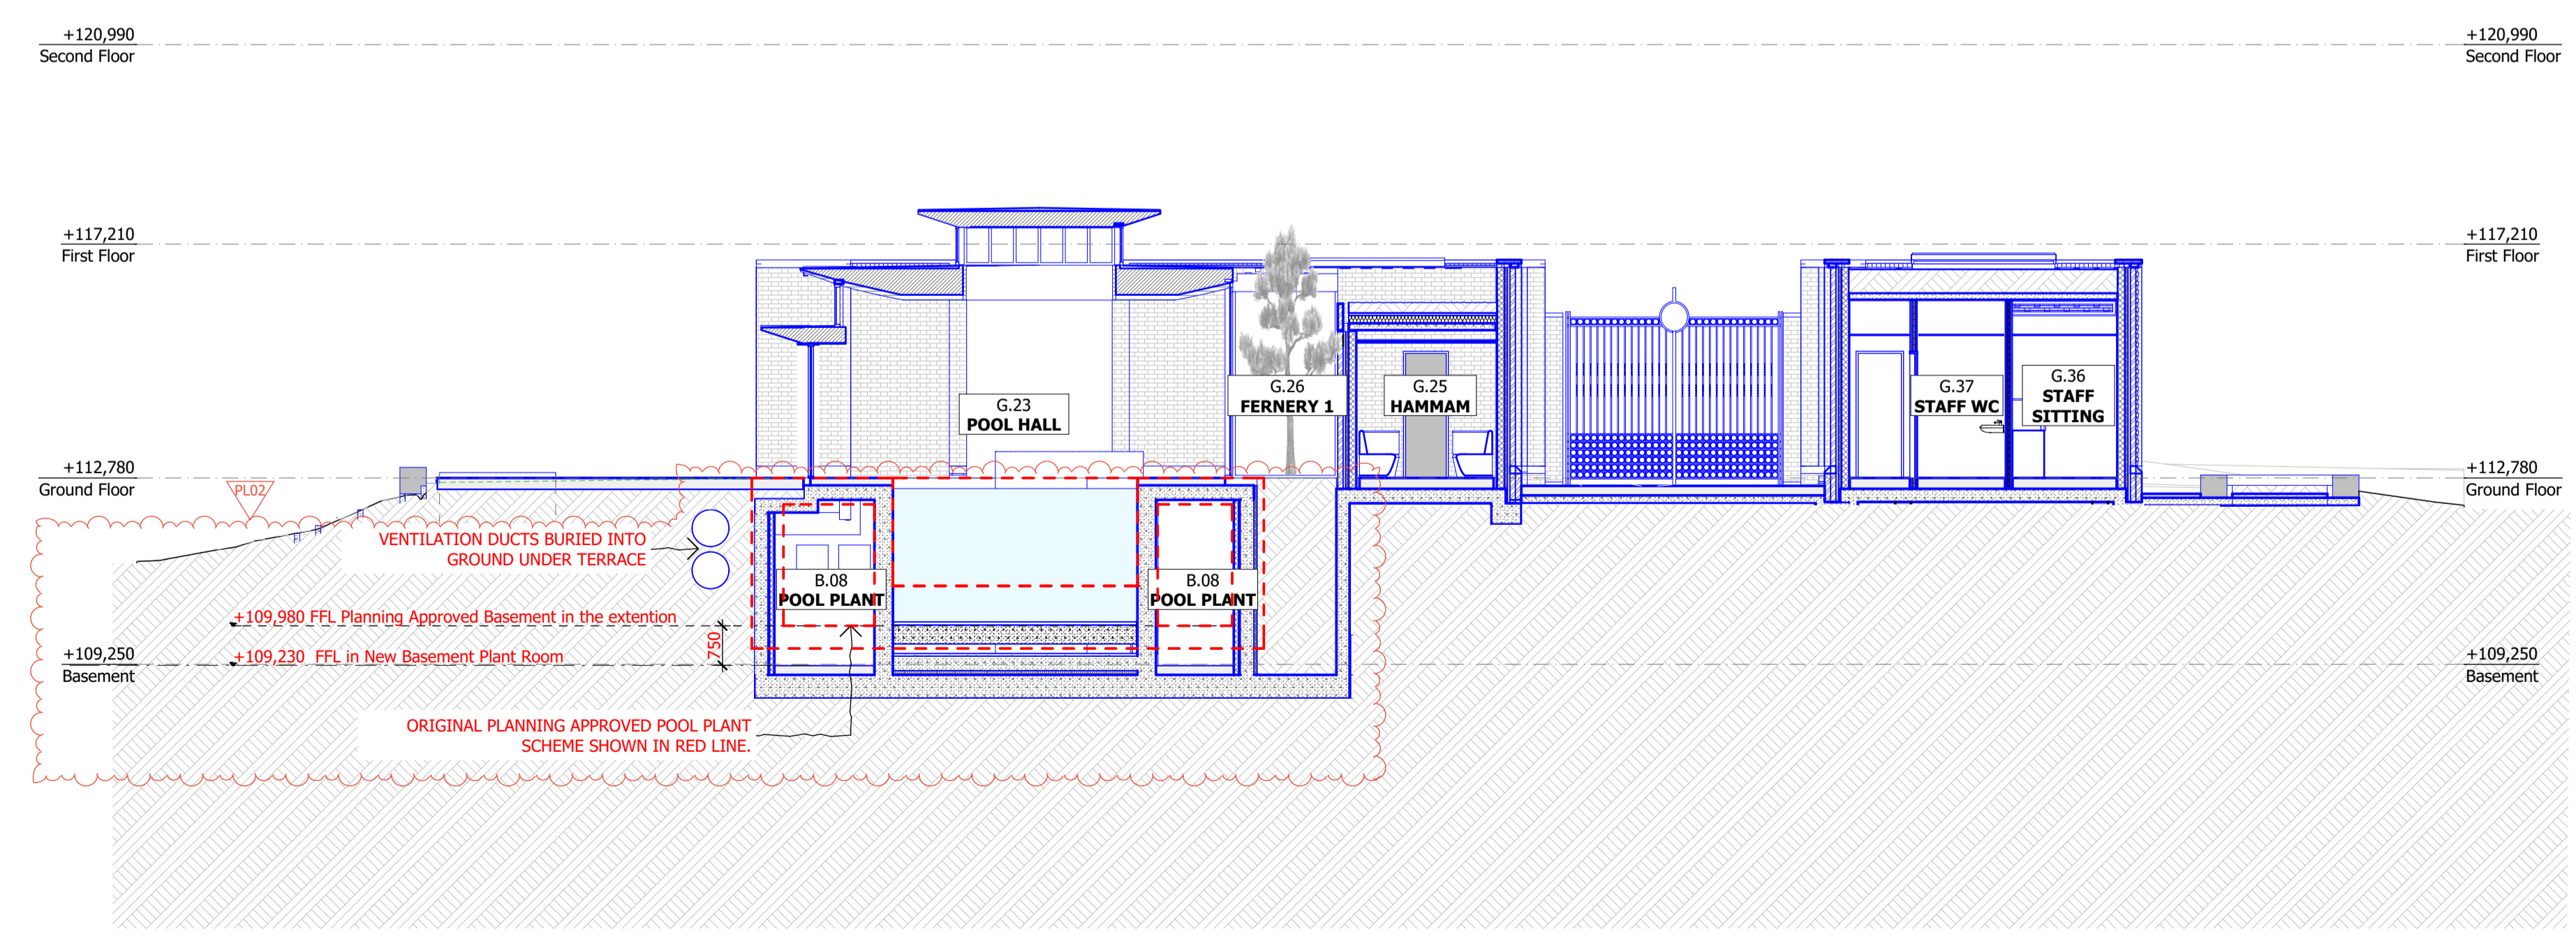 +120,990
Second Floor
+120,990
Second Floor
+117,210
First Floor
+117,210
First Floor
G.23
POOL HALL
G.26
FERNERY 1
G.25
HAMMAM
G.37
STAFF WC
G.36
STAFF
SITTING
+112,780
Ground Floor
+112,780
Ground Floor
PL02
VENTILATION DUCTS BURIED INTO
GROUND UNDER TERRACE
B.08
POOL PLANT
B.08
POOL PLANT
+109,980 FFL Planning Approved Basement in the extention
750
+109,230 FFL in New Basement Plant Room
+109,250
Basement
+109,250
Basement
ORIGINAL PLANNING APPROVED POOL PLANT
SCHEME SHOWN IN RED LINE.